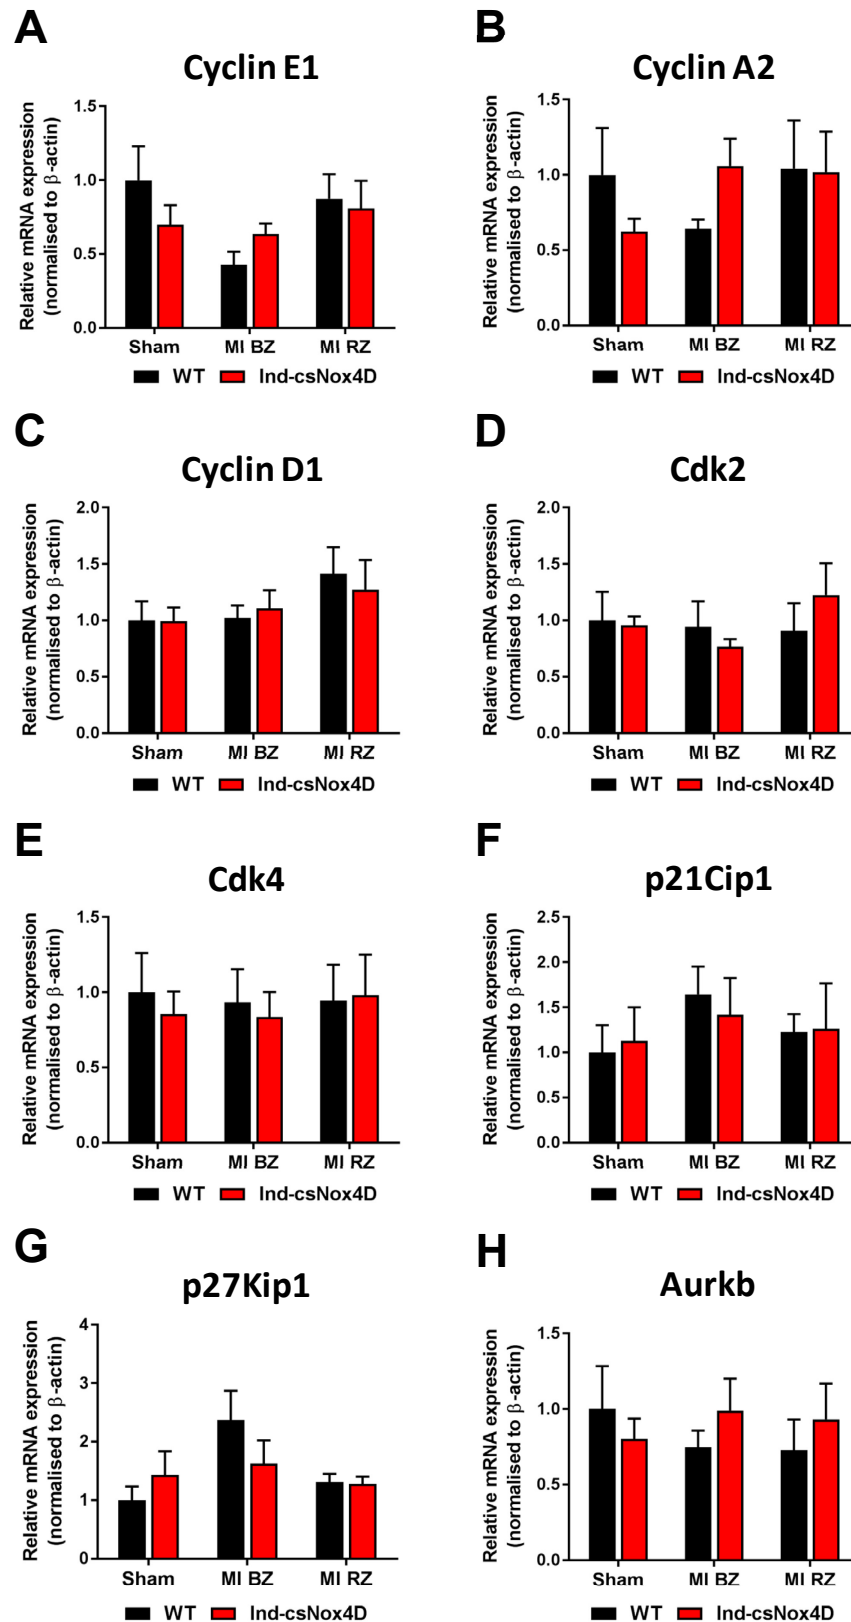 A
Cyclin E1
Relative mRNA expression
(normalised to β-actin)
1.5
1.0
0.5
0.0
Sham MI BZ MI RZ
WT Ind-csNox4D
B
Cyclin A2
Relative mRNA expression
(normalised to β-actin)
1.5
1.0
0.5
0.0
Sham MI BZ MI RZ
WT Ind-csNox4D
C
Cyclin D1
Relative mRNA expression
(normalised to β-actin)
2.0
1.5
1.0
0.5
0.0
Sham MI BZ MI RZ
WT Ind-csNox4D
D
Cdk2
Relative mRNA expression
(normalised to β-actin)
2.0
1.5
1.0
0.5
0.0
Sham MI BZ MI RZ
WT Ind-csNox4D
E
Cdk4
Relative mRNA expression
(normalised to β-actin)
1.5
1.0
0.5
0.0
Sham MI BZ MI RZ
WT Ind-csNox4D
F
p21Cip1
Relative mRNA expression
(normalised to β-actin)
2.5
2.0
1.5
1.0
0.5
0.0
Sham MI BZ MI RZ
WT Ind-csNox4D
G
p27Kip1
Relative mRNA expression
(normalised to β-actin)
4
3
2
1
0
Sham MI BZ MI RZ
WT Ind-csNox4D
H
Aurkb
Relative mRNA expression
(normalised to β-actin)
1.5
1.0
0.5
0.0
Sham MI BZ MI RZ
WT Ind-csNox4D